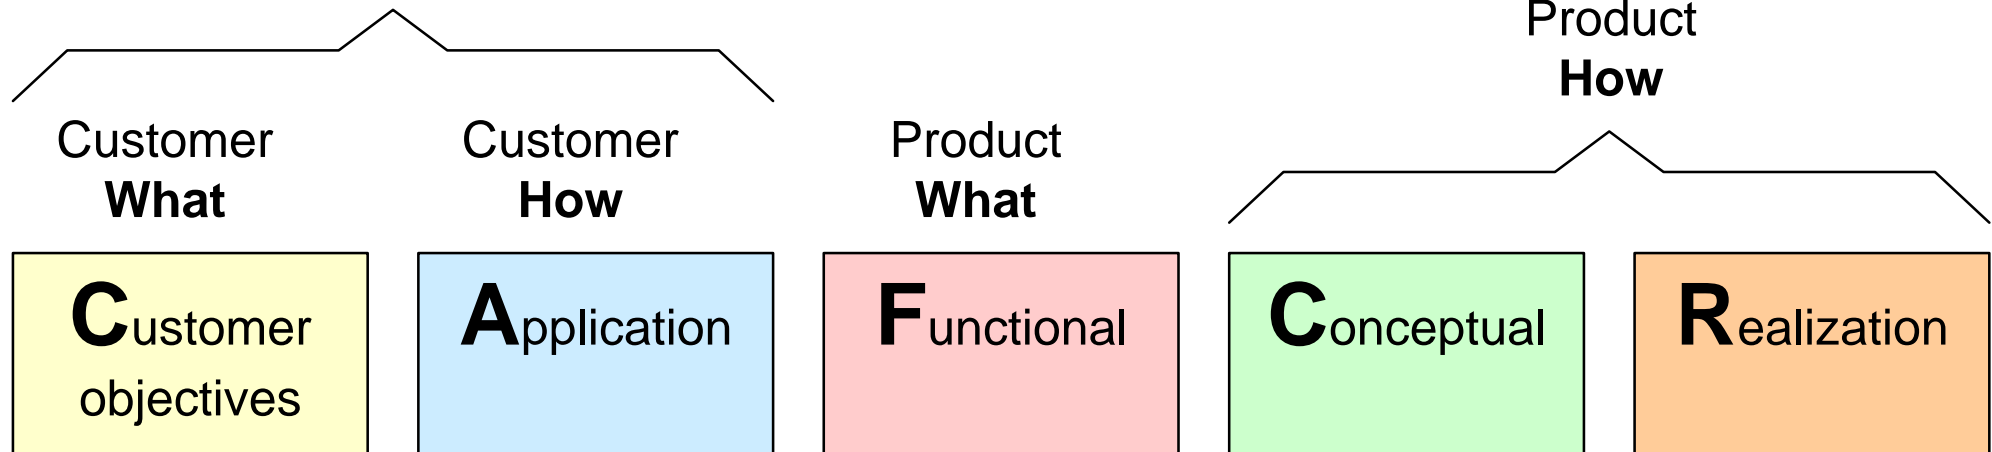 Product
How
Customer
What
Customer
How
Product
What
Customer
objectives
Application
Functional
Conceptual
Realization